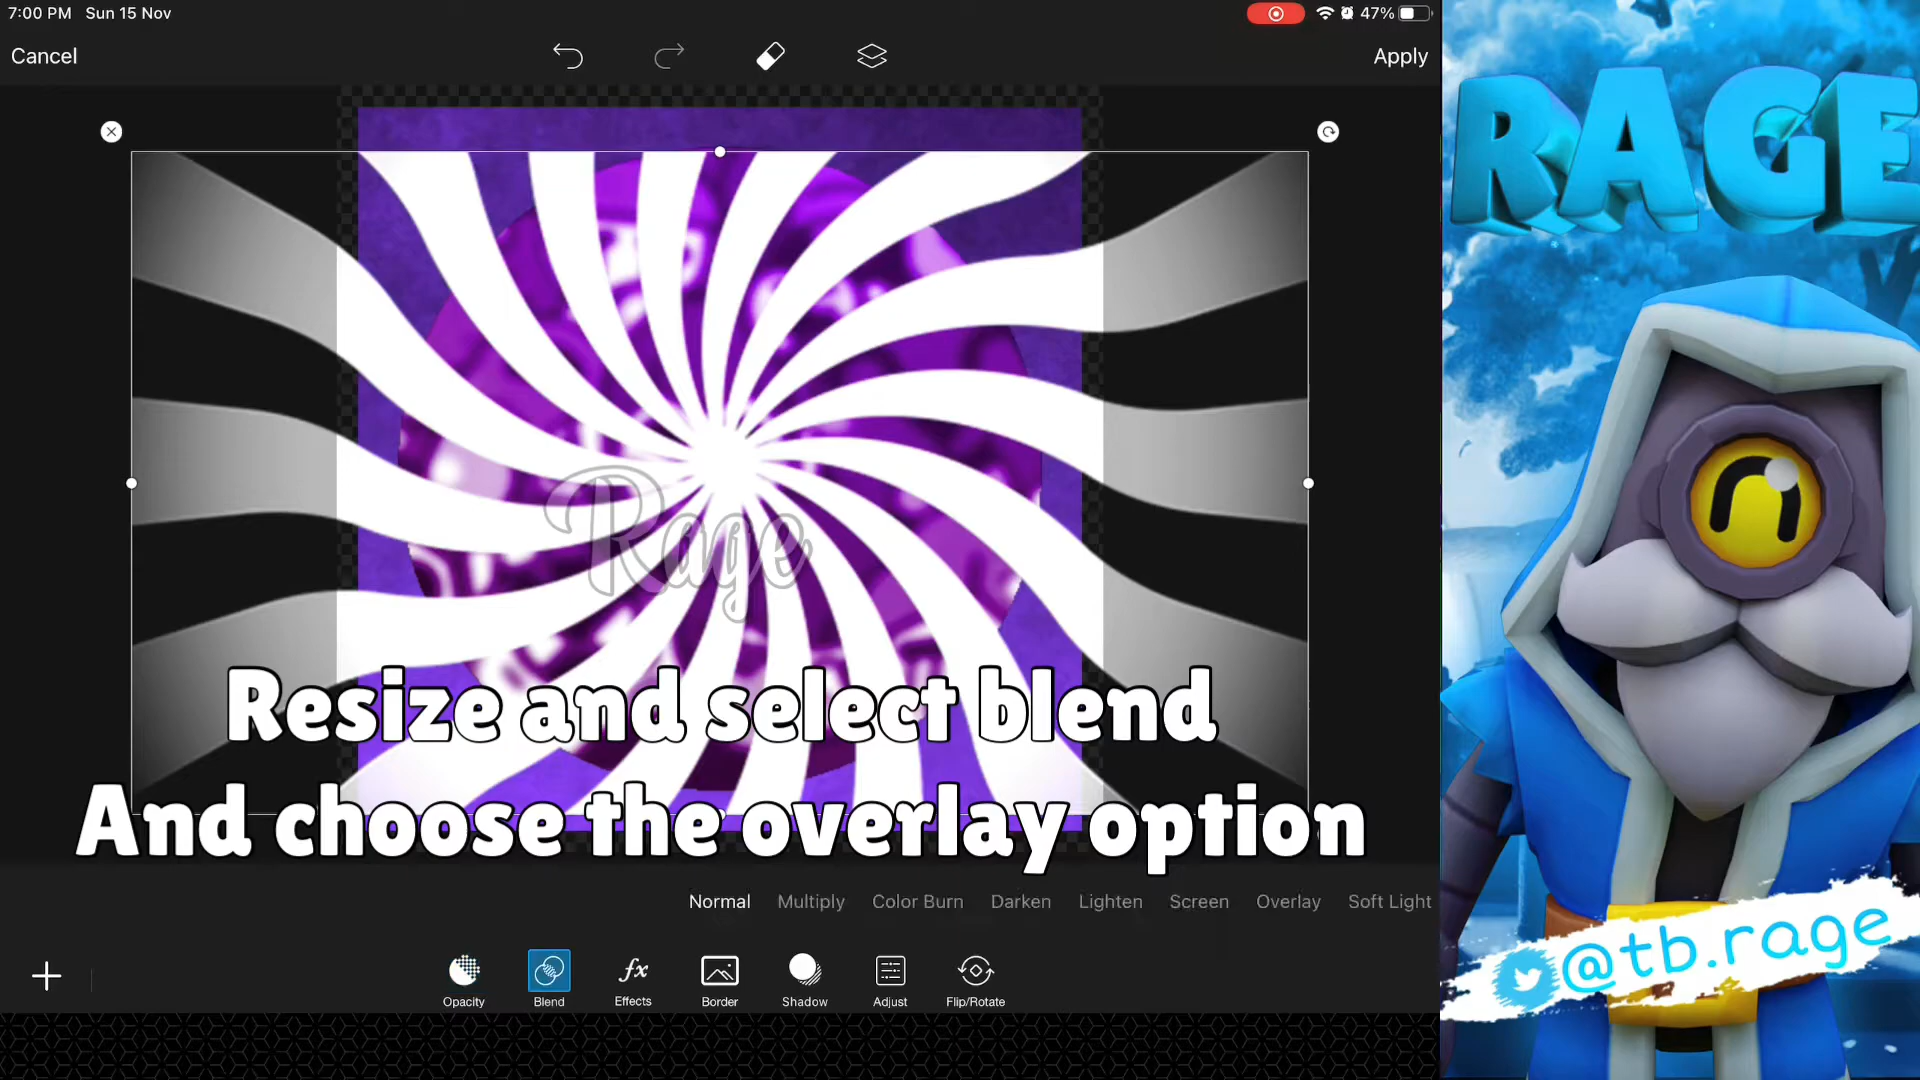 7:00 PM Sun 15 Nov
47%
Cancel
Apply
RAGE
Rage
Resize and select blend
And choose the overlay option
Normal Multiply Color Burn Darken Lighten Screen Overlay Soft Light
@tb.rage
Opacity Blend Effects Border Shadow Adjust Flip/Rotate